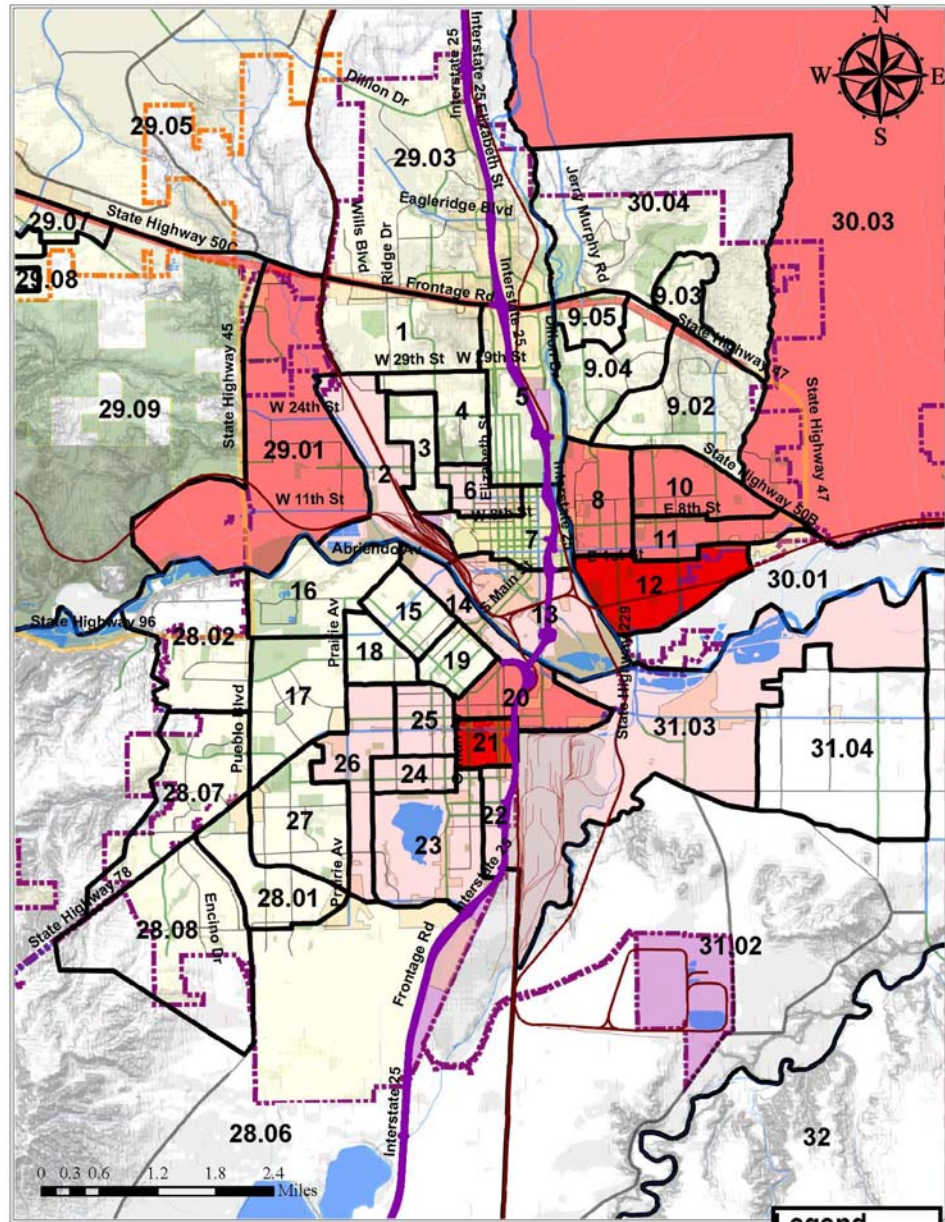 N
W E
S
Interstate 25
Interstate 25
Elizabeth St
Dillion Dr
29.05
29.03
Jerry Murphy Rd
30.04
30.03
Eagleridge Blvd
Wills Blvd
Ridge Dr
29.0
State Highway 50C
29.08
Frontage Rd
Interstate 25
Dillon Dr
9.03
9.05
State Highway 47
1
W 29th St
W 29th St
9.04
9.02
State Highway 45
5
29.09
W 24th St
4
Elizabeth St
3
29.01
2
State Highway 47
State Highway 50B
W 11th St
6
8
10
E 8th St
Interstate 25
7
11
Abriendo Av
12
30.01
16
15
14
S Main
13
State Highway 96
28.02
Prairie Av
18
19
State Highway 229
17
20
31.03
Pueblo Blvd
25
21
31.04
26
24
28.07
22
27
23
Prairie Av
Interstate 25
State Highway 78
28.01
28.08
Encino Dr
31.02
Frontage Rd
Interstate 25
28.06
32
0 0.3 0.6 1.2 1.8 2.4
Miles
Legend